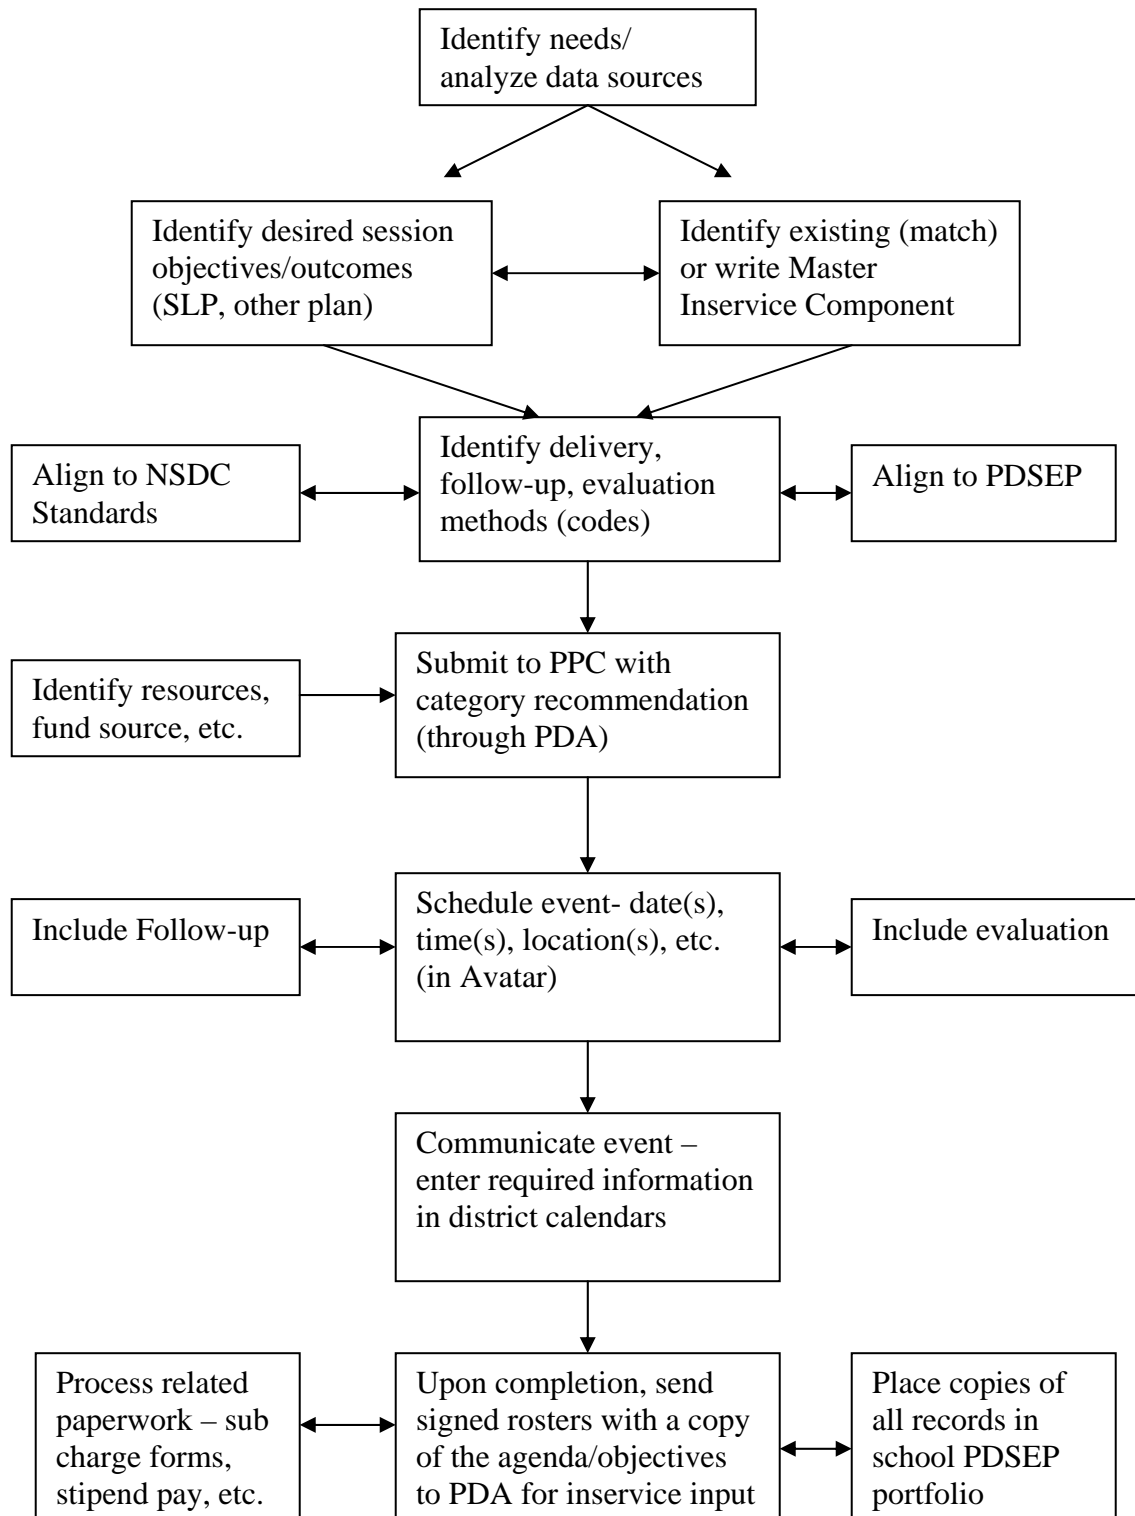 Identify needs/
analyze data sources
Identify desired session
objectives/outcomes
(SLP, other plan)
Identify existing (match)
or write Master
Inservice Component
Align to NSDC
Standards
Identify delivery,
follow-up, evaluation
methods (codes)
Align to PDSEP
Identify resources,
fund source, etc.
Submit to PPC with
category recommendation
(through PDA)
Include Follow-up
Schedule event- date(s),
time(s), location(s), etc.
(in Avatar)
Include evaluation
Communicate event –
enter required information
in district calendars
Process related
paperwork – sub
charge forms,
stipend pay, etc.
Upon completion, send
signed rosters with a copy
of the agenda/objectives
to PDA for inservice input
Place copies of
all records in
school PDSEP
portfolio